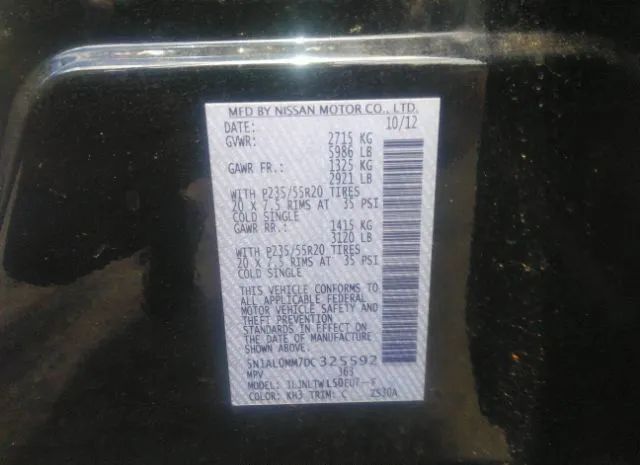 MFD BY NISSAN MOTOR CO., LTD.
DATE: 10/12
GVWR: 2715 KG
5986 LB
GAWR FR.: 1325 KG
2921 LB
WITH P235/55R20 TIRES
20 X 7.5 RIMS AT 35 PSI
COLD SINGLE
GAWR RR.: 1415 KG
3120 LB
WITH P235/55R20 TIRES
20 X 7.5 RIMS AT 35 PSI
COLD SINGLE
THIS VEHICLE CONFORMS TO
ALL APPLICABLE FEDERAL
MOTOR VEHICLE SAFETY AND
THEFT PREVENTION
STANDARDS IN EFFECT ON
THE DATE OF MANUFACTURE
SHOWN ABOVE.
5N1AL0MM7DC 325592
MPV 363
MODEL:
COLOR: KH3 TRIM: C ZS30A